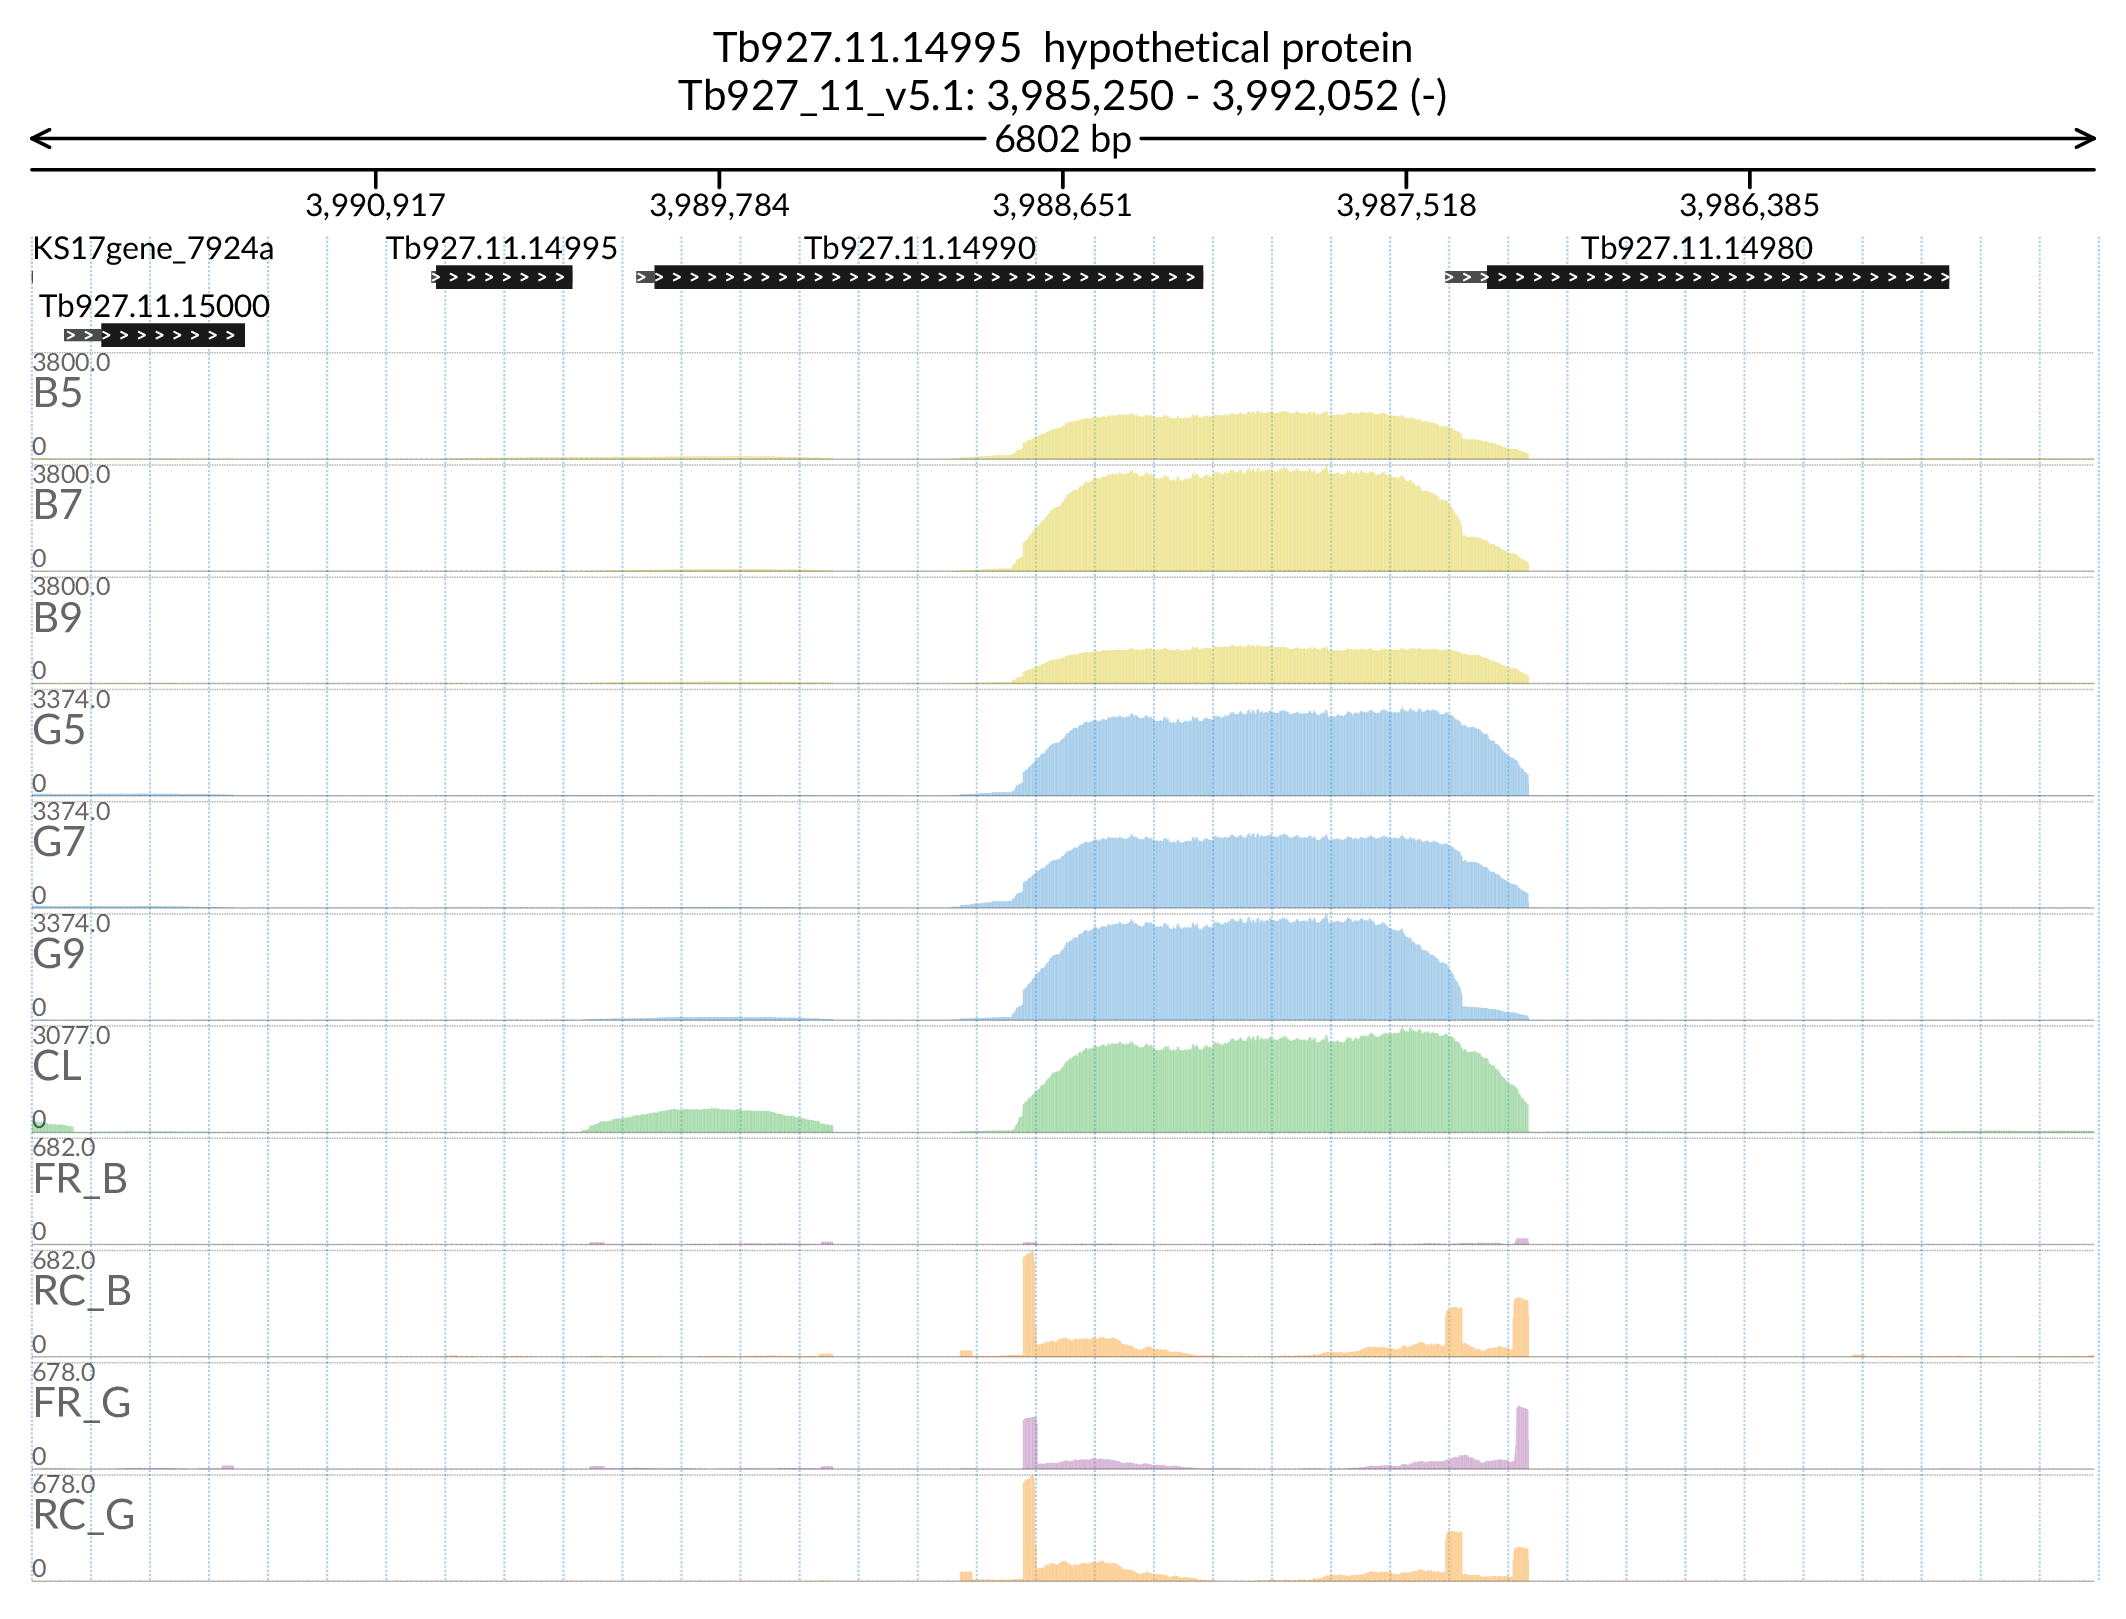 Tb927.11.14995  hypothetical protein
Tb927_11_v5.1: 3,985,250 - 3,992,052 (-)
6802 bp
3,990,917 3,989,784 3,988,651 3,987,518 3,986,385
KS17gene_7924a Tb927.11.14995 Tb927.11.14990 Tb927.11.14980
Tb927.11.15000
3800.0
B5
0
3800.0
B7
0
3800.0
B9
0
3374.0
G5
0
3374.0
G7
0
3374.0
G9
0
3077.0
CL
0
682.0
FR_B
0
682.0
RC_B
0
678.0
FR_G
0
678.0
RC_G
0